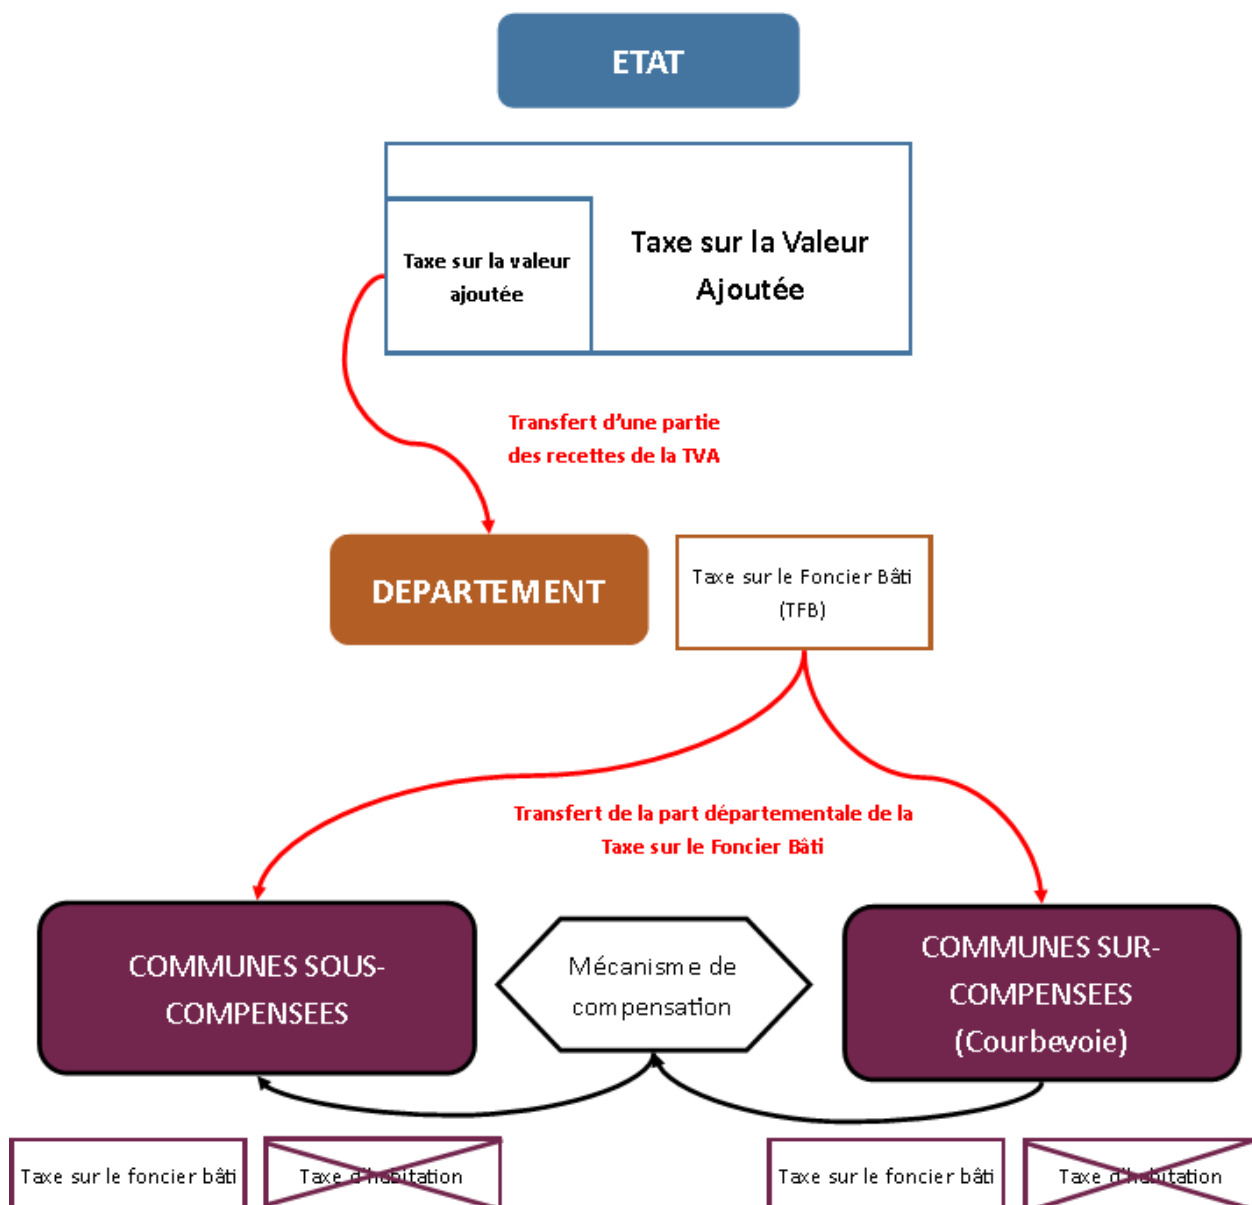 ETAT
Taxe sur la Valeur
Ajoutée
Taxe sur la valeur
ajoutée
Transfert d'une partie
des recettes de la TVA
DEPARTEMENT
Taxe sur le Foncier Bâti
(TFB)
Transfert de la part départementale de la
Taxe sur le Foncier Bâti
COMMUNES SOUS-
COMPENSEES
Mécanisme de
compensation
COMMUNES SUR-
COMPENSEES
(Courbevoie)
Taxe sur le foncier bâti
Taxe d'habitation
Taxe sur le foncier bâti
Taxe d'habitation